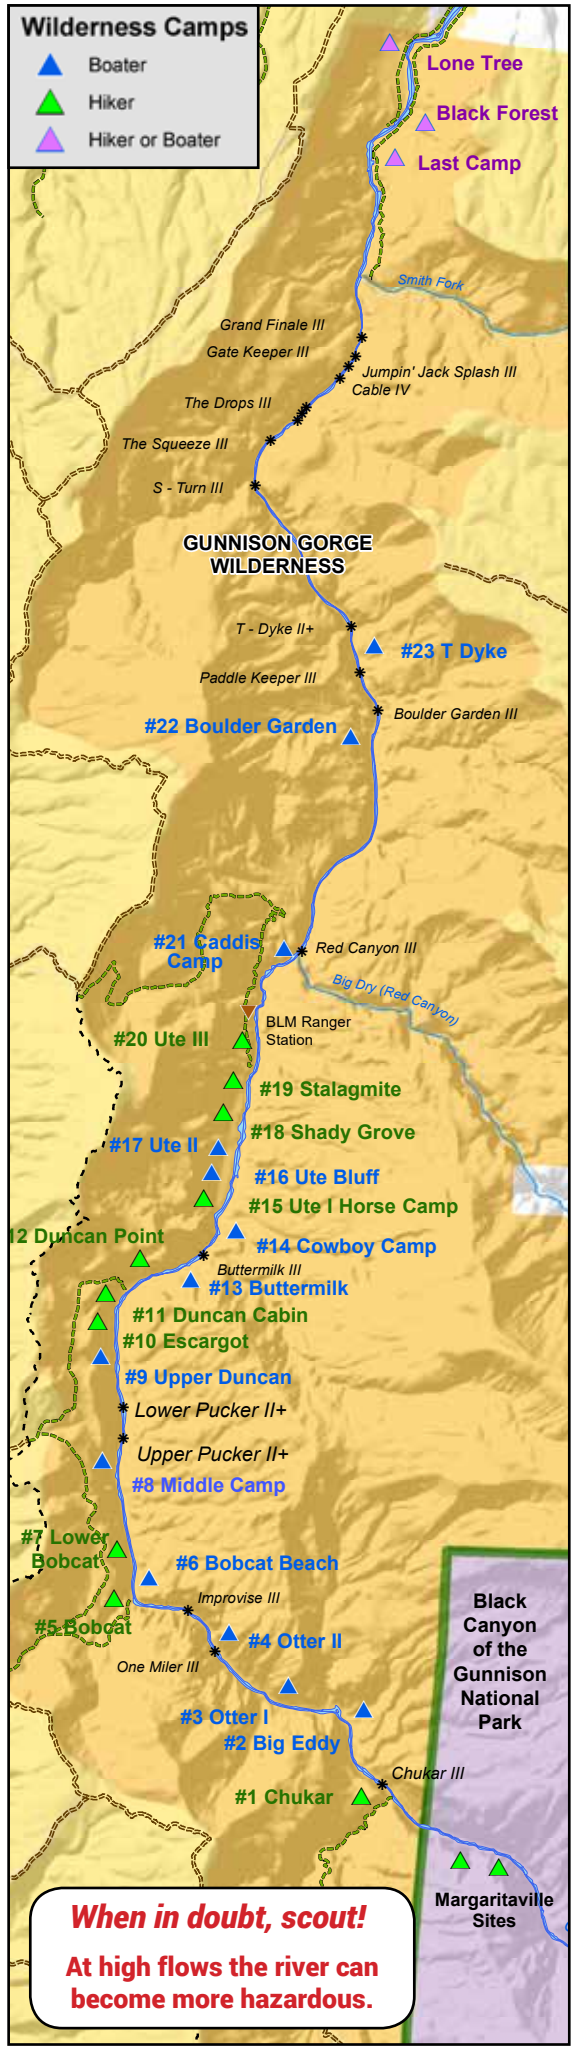 Wilderness Camps
Boater
Hiker
Hiker or Boater
Lone Tree
Black Forest
Last Camp
Smith Fork
Grand Finale III
Gate Keeper III
Jumpin' Jack Splash III
Cable IV
The Drops III
The Squeeze III
S - Turn III
GUNNISON GORGE
WILDERNESS
T - Dyke II+
#23 T Dyke
Paddle Keeper III
Boulder Garden III
#22 Boulder Garden
#21 Caddis
Camp
Red Canyon III
Big Dry (Red Canyon)
BLM Ranger
Station
#20 Ute III
#19 Stalagmite
#18 Shady Grove
#17 Ute II
#16 Ute Bluff
#15 Ute I Horse Camp
12 Duncan Point
#14 Cowboy Camp
Buttermilk III
#13 Buttermilk
#11 Duncan Cabin
#10 Escargot
#9 Upper Duncan
Lower Pucker II+
Upper Pucker II+
#8 Middle Camp
#7 Lower
Bobcat
#6 Bobcat Beach
Improvise III
#5 Bobcat
#4 Otter II
One Miler III
#3 Otter I
#2 Big Eddy
Black
Canyon
of the
Gunnison
National
Park
Chukar III
#1 Chukar
Margaritaville
Sites
When in doubt, scout!
At high flows the river can
become more hazardous.